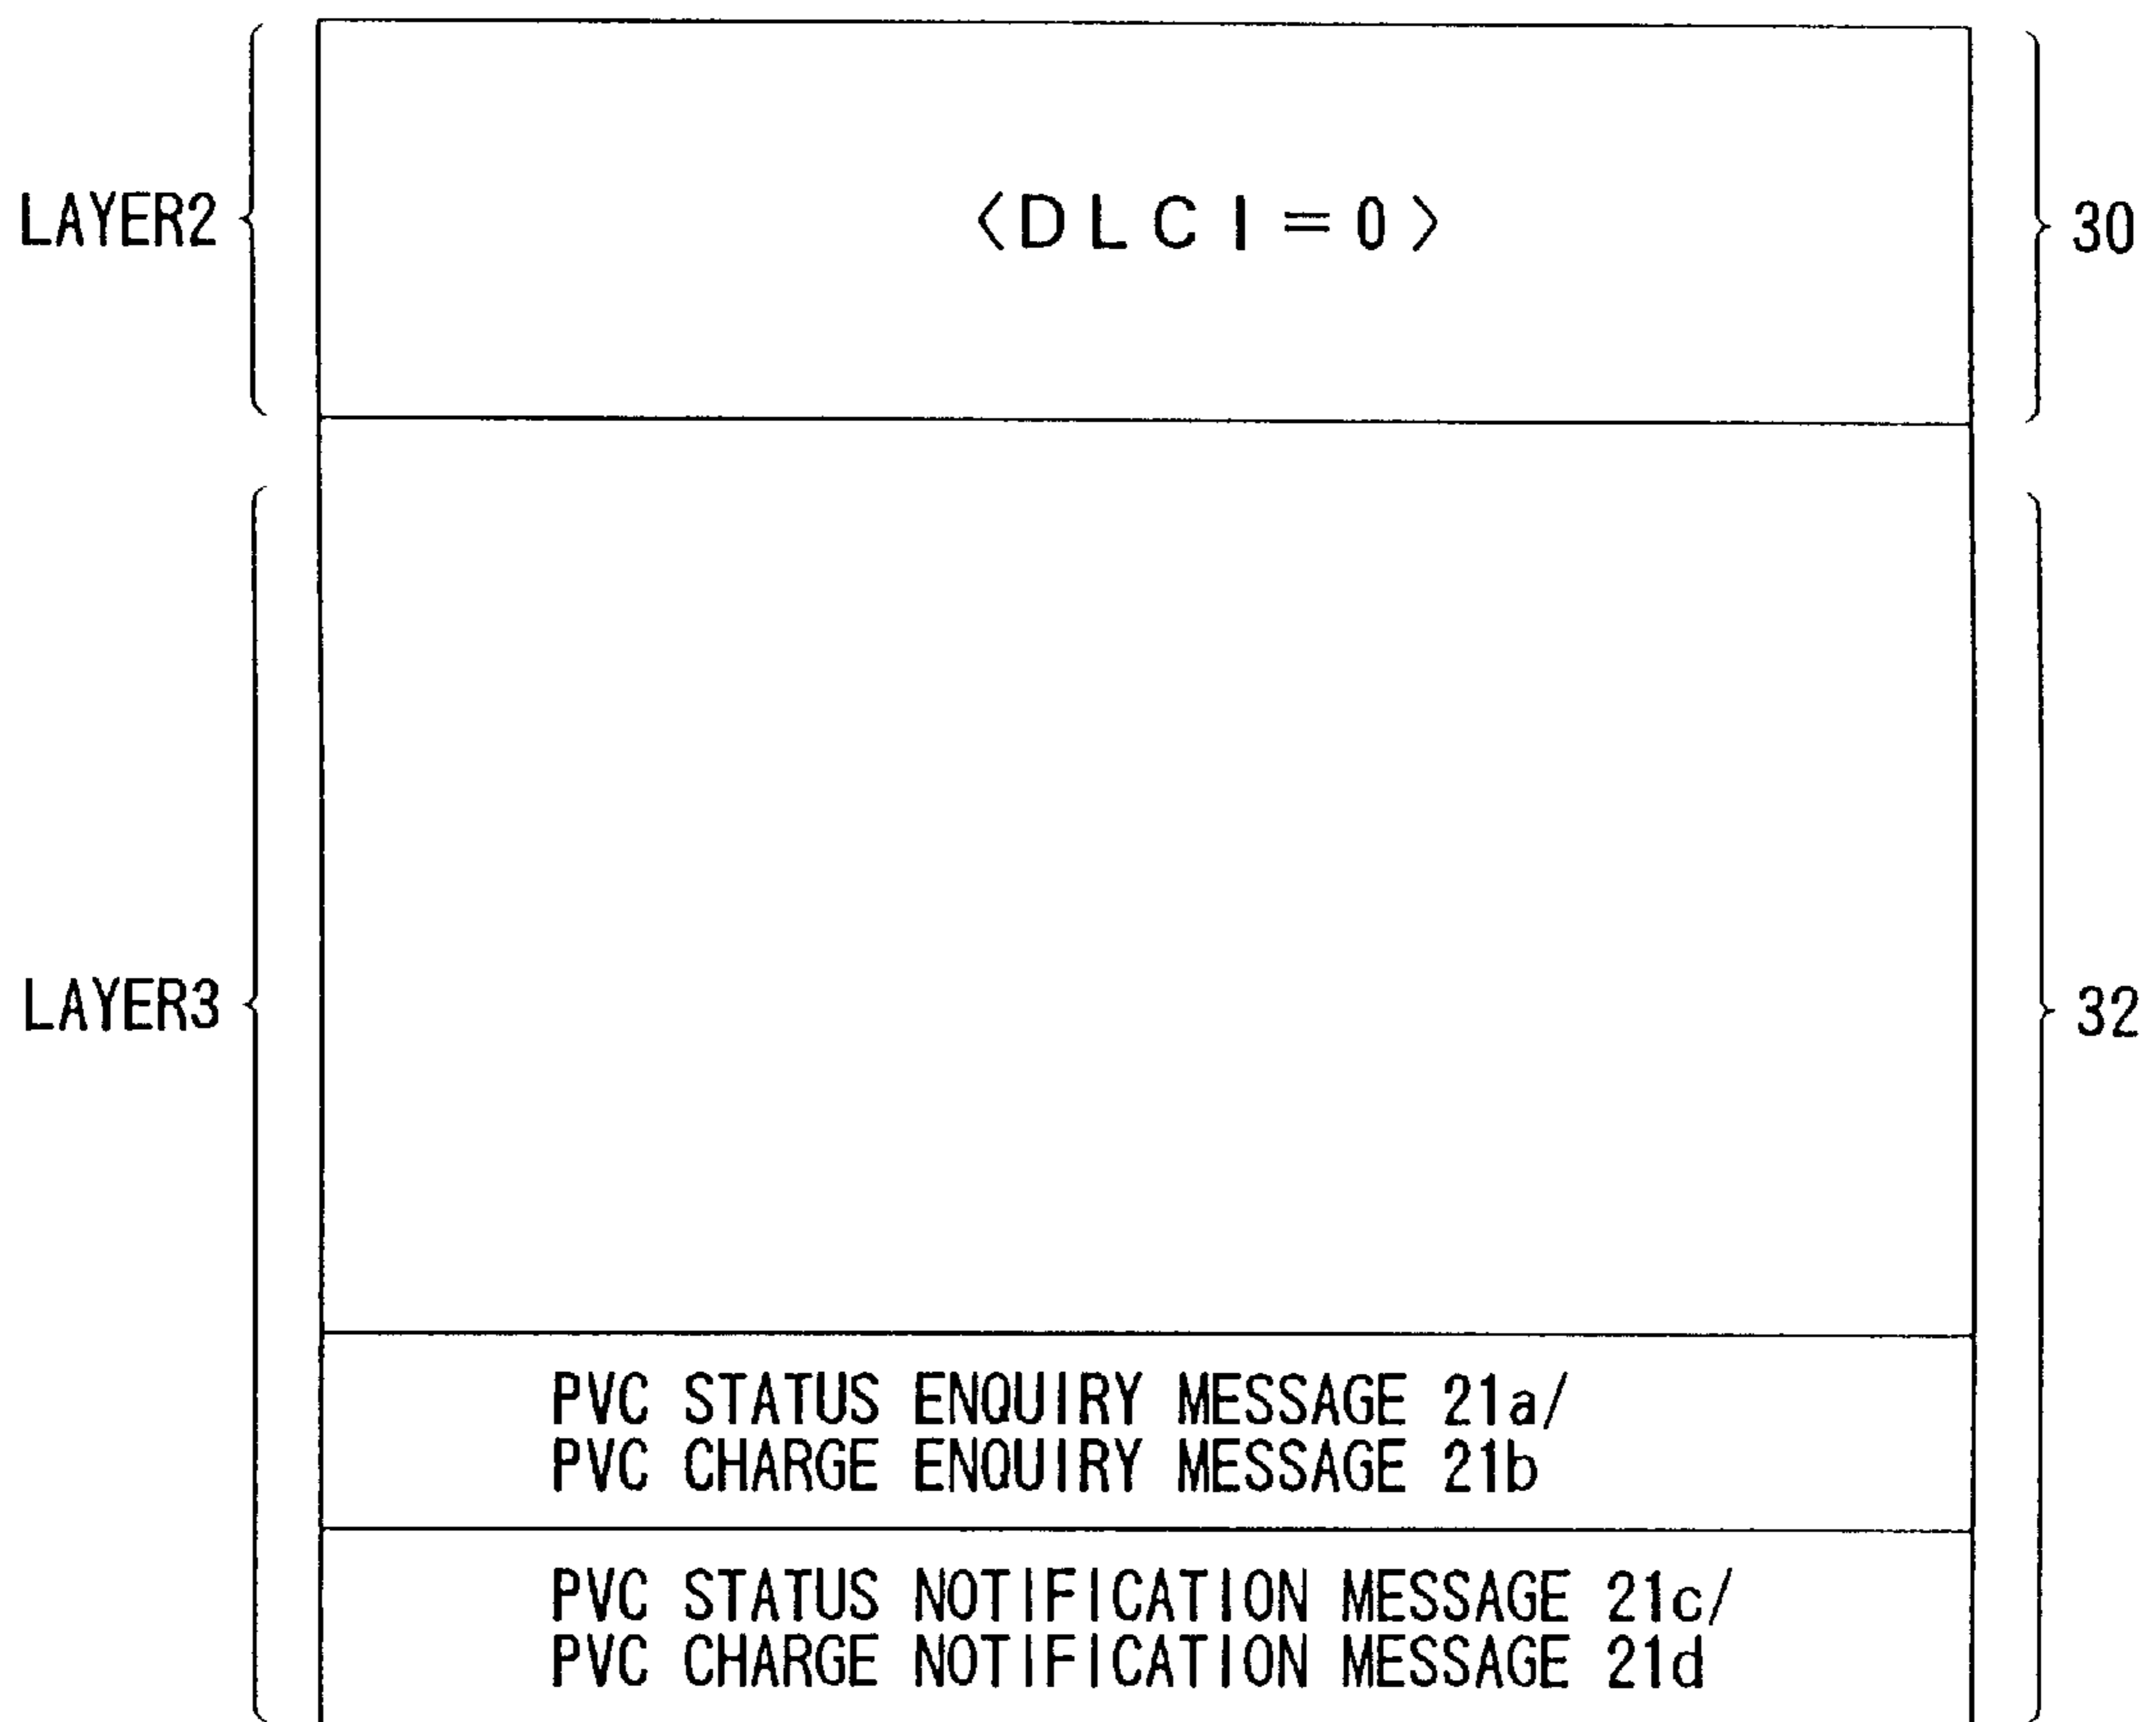 LAYER2
<DLCI=0>
30
LAYER3
32
PVC STATUS ENQUIRY MESSAGE 21a/
PVC CHARGE ENQUIRY MESSAGE 21b
PVC STATUS NOTIFICATION MESSAGE 21c/
PVC CHARGE NOTIFICATION MESSAGE 21d